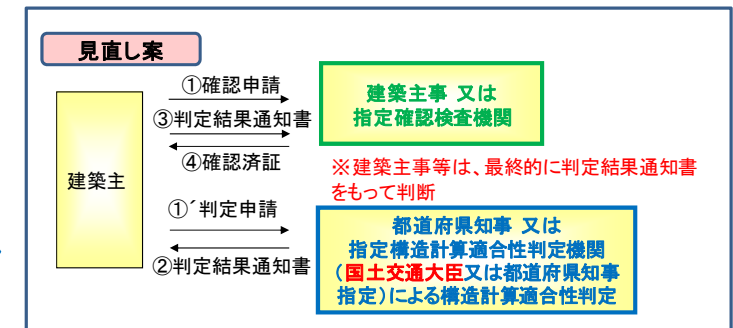 見直し案
①確認申請
③判定結果通知書
④確認済証
建築主
建築主事 又は
指定確認検査機関
※建築主事等は、最終的に判定結果通知書
をもって判断
①´判定申請
②判定結果通知書
都道府県知事 又は
指定構造計算適合性判定機関
（国土交通大臣又は都道府県知事
指定）による構造計算適合性判定